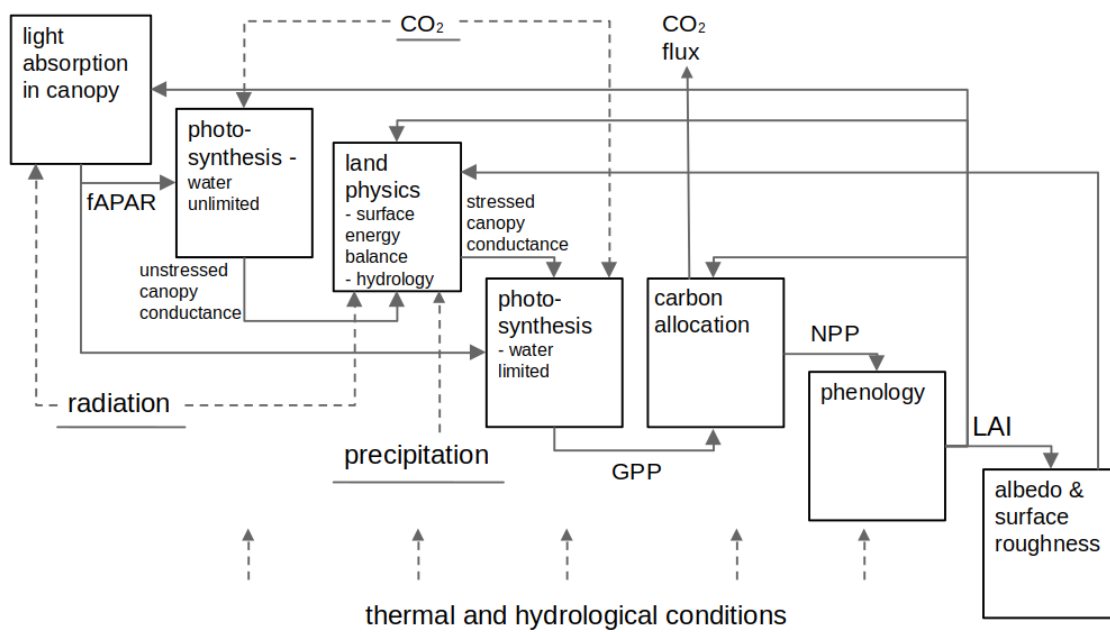 light
absorption
in canopy
CO₂
CO₂
flux
photo-
synthesis -
water
unlimited
land
physics
- surface
energy
balance
- hydrology
fAPAR
stressed
canopy
conductance
unstressed
canopy
conductance
photo-
synthesis
- water
limited
carbon
allocation
NPP
phenology
radiation
LAI
precipitation
GPP
albedo &
surface
roughness
thermal and hydrological conditions